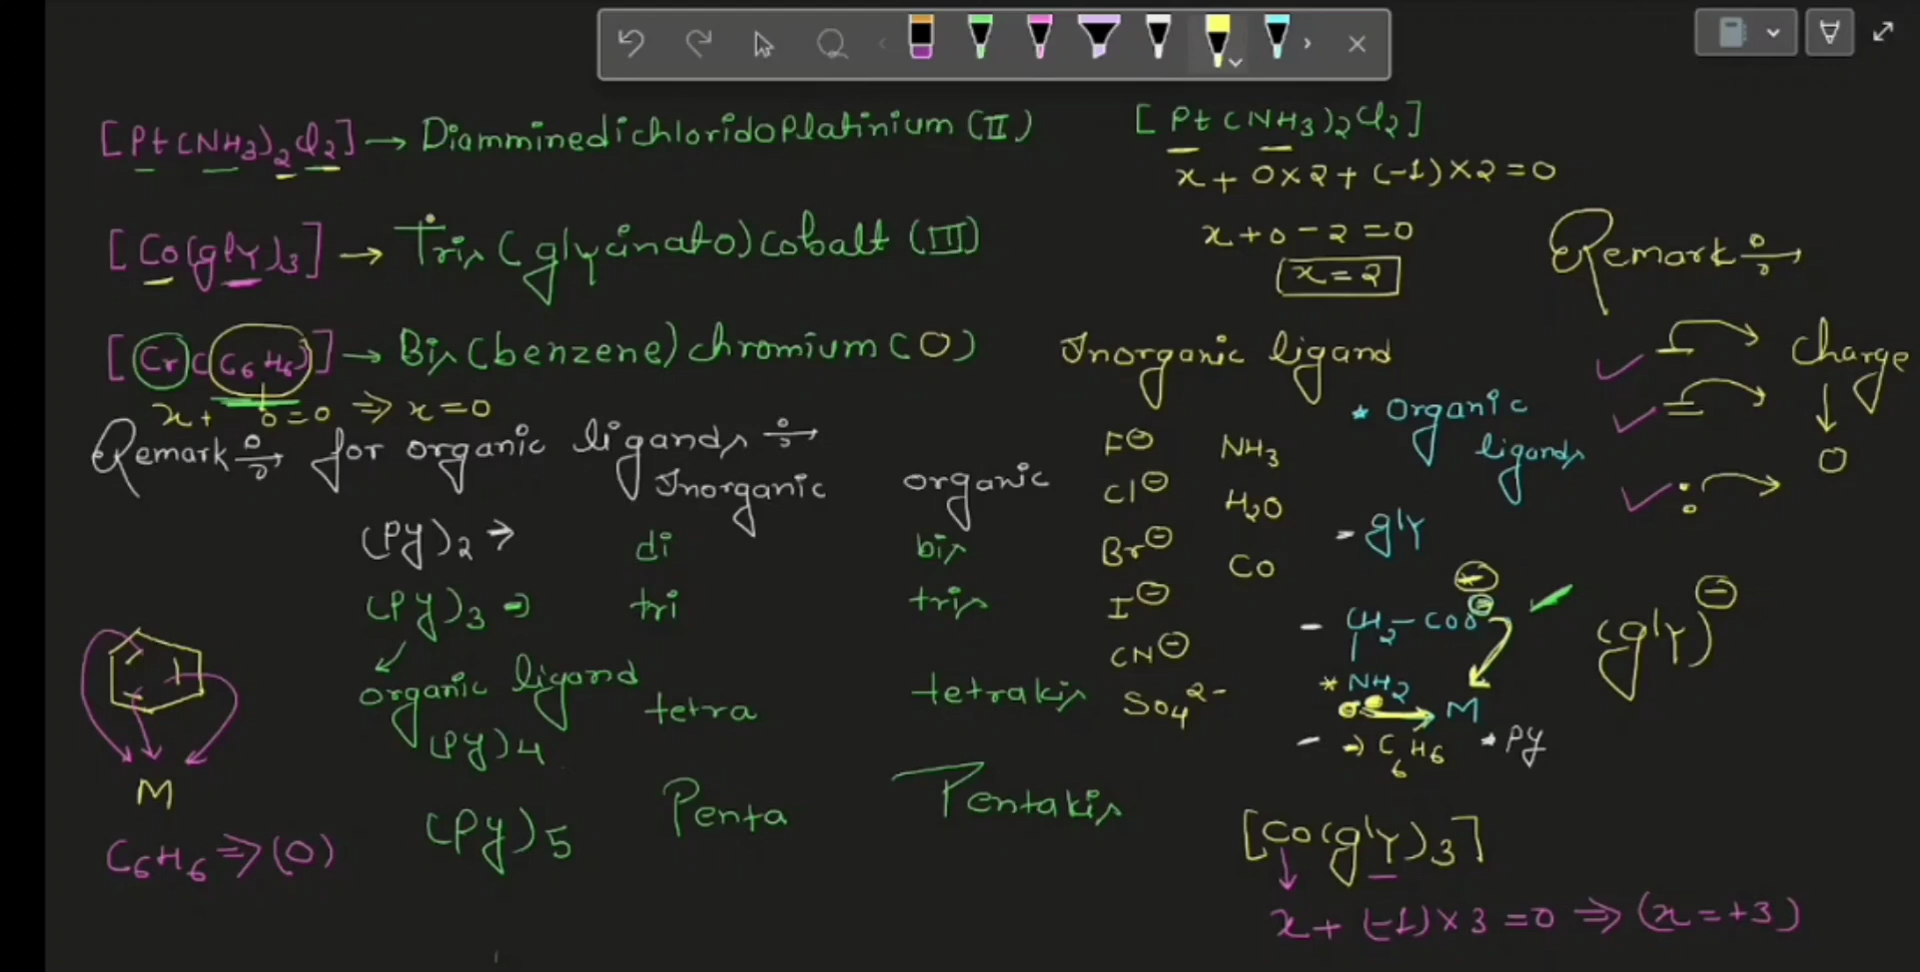 [Pt(NH3)2Cl2] → Diamminedichloridoplatinium (II)
[Pt(NH3)2Cl2]
x + 0×2 + (-1)×2 = 0
x + 0 - 2 = 0
x = 2
[Co(gly)3] → Tris (glycinato) cobalt (III)
[Cr(C6H6)] → Bis (benzene) chromium (0)
x + 0 = 0 ⇒ x = 0
Remark
charge
↓
0
Remark for organic ligands
Inorganic organic
(Py)2 → di bis
(Py)3 → tri tris
organic ligand
tetra tetrakis
(Py)4
(Py)5 Penta Pentakis
M
C6H6 ⇒ (0)
Inorganic ligand
F⊖ NH3
Cl⊖ H2O
Br⊖ CO
I⊖
CN⊖
SO4 2-
* Organic ligands
- gly
- CH2-COO⊖
* NH2 → M
- → C6H6 * Py
(gly)⊖
[Co(gly)3]
x + (-1)×3 = 0 ⇒ (x = +3)